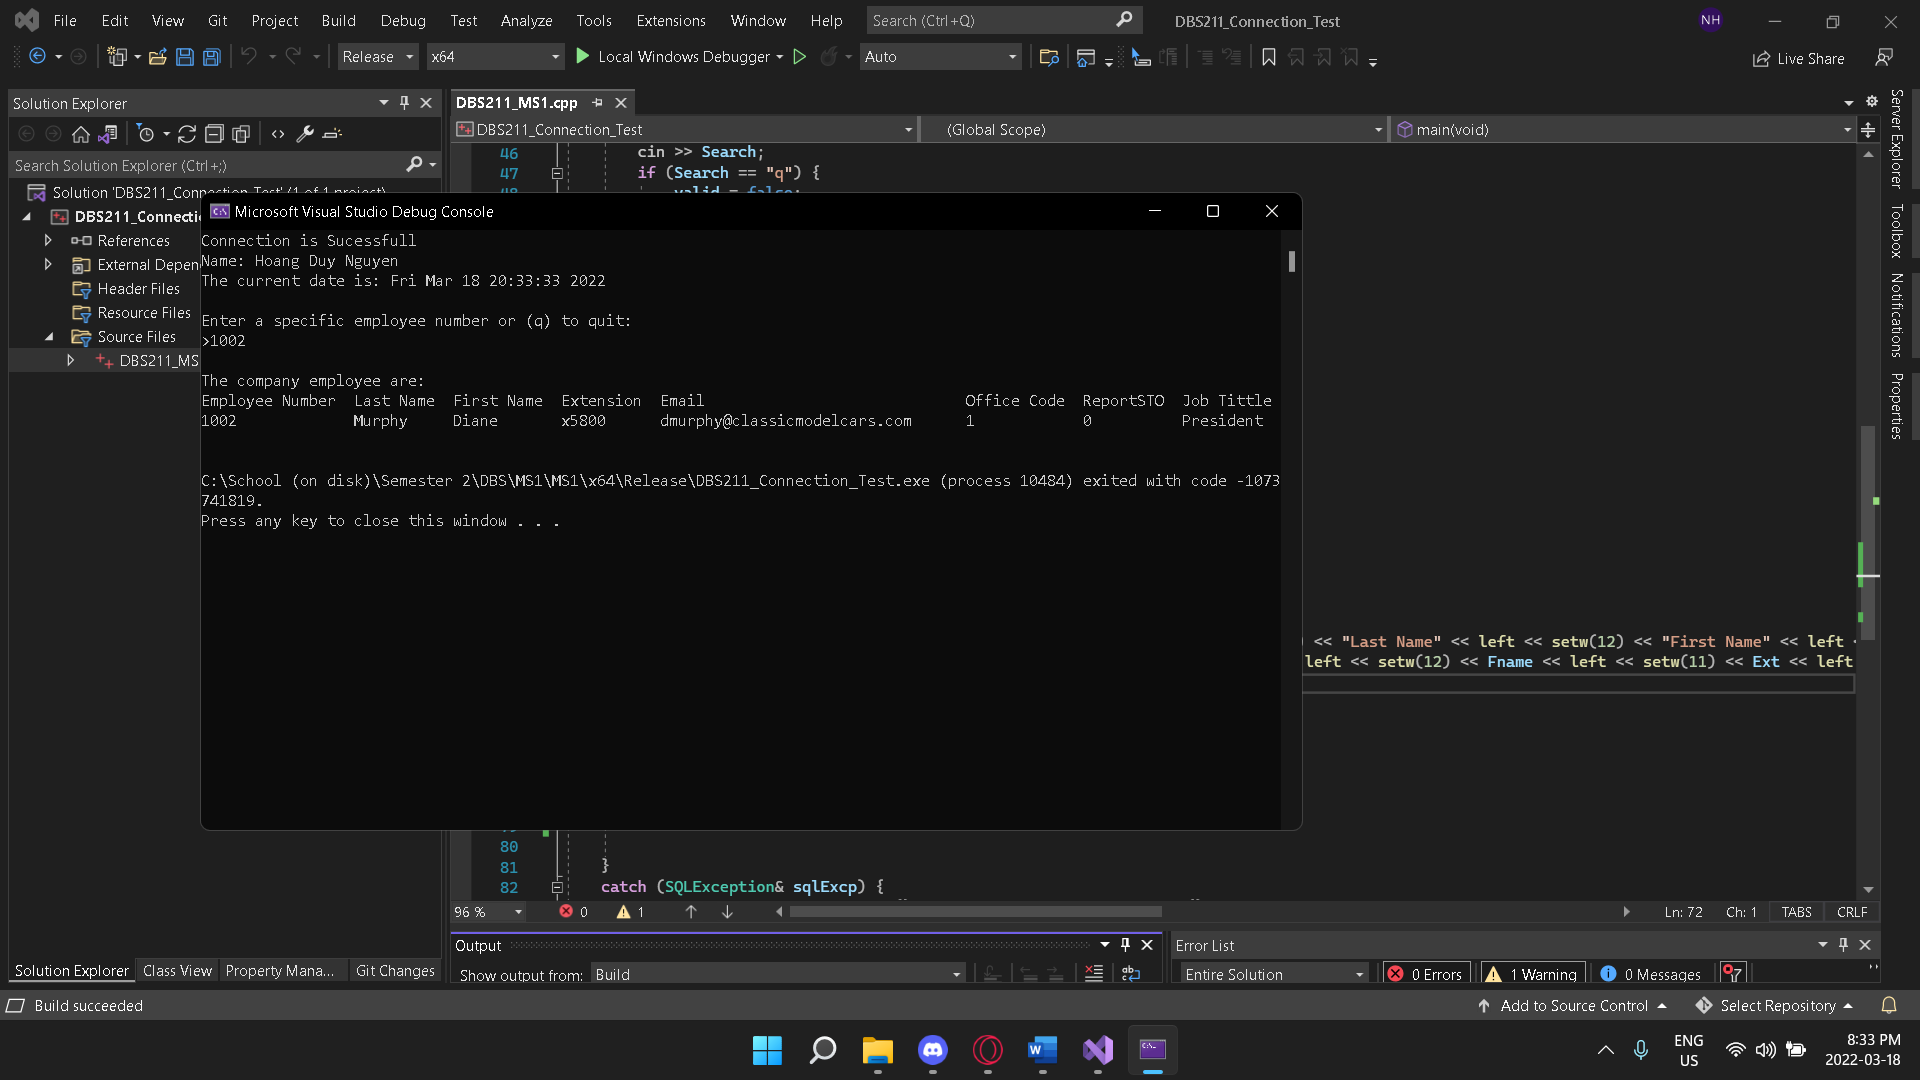 File Edit View Git Project Build Debug Test Analyze Tools Extensions Window Help Search (Ctrl+Q) DBS211_Connection_Test NH
Release x64 Local Windows Debugger Auto Live Share
Solution Explorer
Search Solution Explorer (Ctrl+;)
Solution 'DBS211_Connection_Test' (1 of 1 project)
DBS211_Connectio
References
External Depen
Header Files
Resource Files
Source Files
DBS211_MS
DBS211_MS1.cpp
DBS211_Connection_Test (Global Scope) main(void)
46 cin >> Search;
47 if (Search == "q") {
48 valid = false;
Microsoft Visual Studio Debug Console
Connection is Sucessfull
Name: Hoang Duy Nguyen
The current date is: Fri Mar 18 20:33:33 2022
Enter a specific employee number or (q) to quit:
>1002
The company employee are:
Employee Number Last Name First Name Extension Email Office Code ReportSTO Job Tittle
1002 Murphy Diane x5800 dmurphy@classicmodelcars.com 1 0 President
C:\School (on disk)\Semester 2\DBS\MS1\MS1\x64\Release\DBS211_Connection_Test.exe (process 10484) exited with code -1073
741819.
Press any key to close this window . . .
) << "Last Name" << left << setw(12) << "First Name" << left
left << setw(12) << Fname << left << setw(11) << Ext << left
80
81 }
82 catch (SQLException& sqlExcp) {
96 % 0 1 Ln: 72 Ch: 1 TABS CRLF
Output
Show output from: Build
Error List
Entire Solution 0 Errors 1 Warning 0 Messages
Solution Explorer Class View Property Mana... Git Changes
Server Explorer
Toolbox
Notifications
Properties
Build succeeded Add to Source Control Select Repository
ENG
US
8:33 PM
2022-03-18